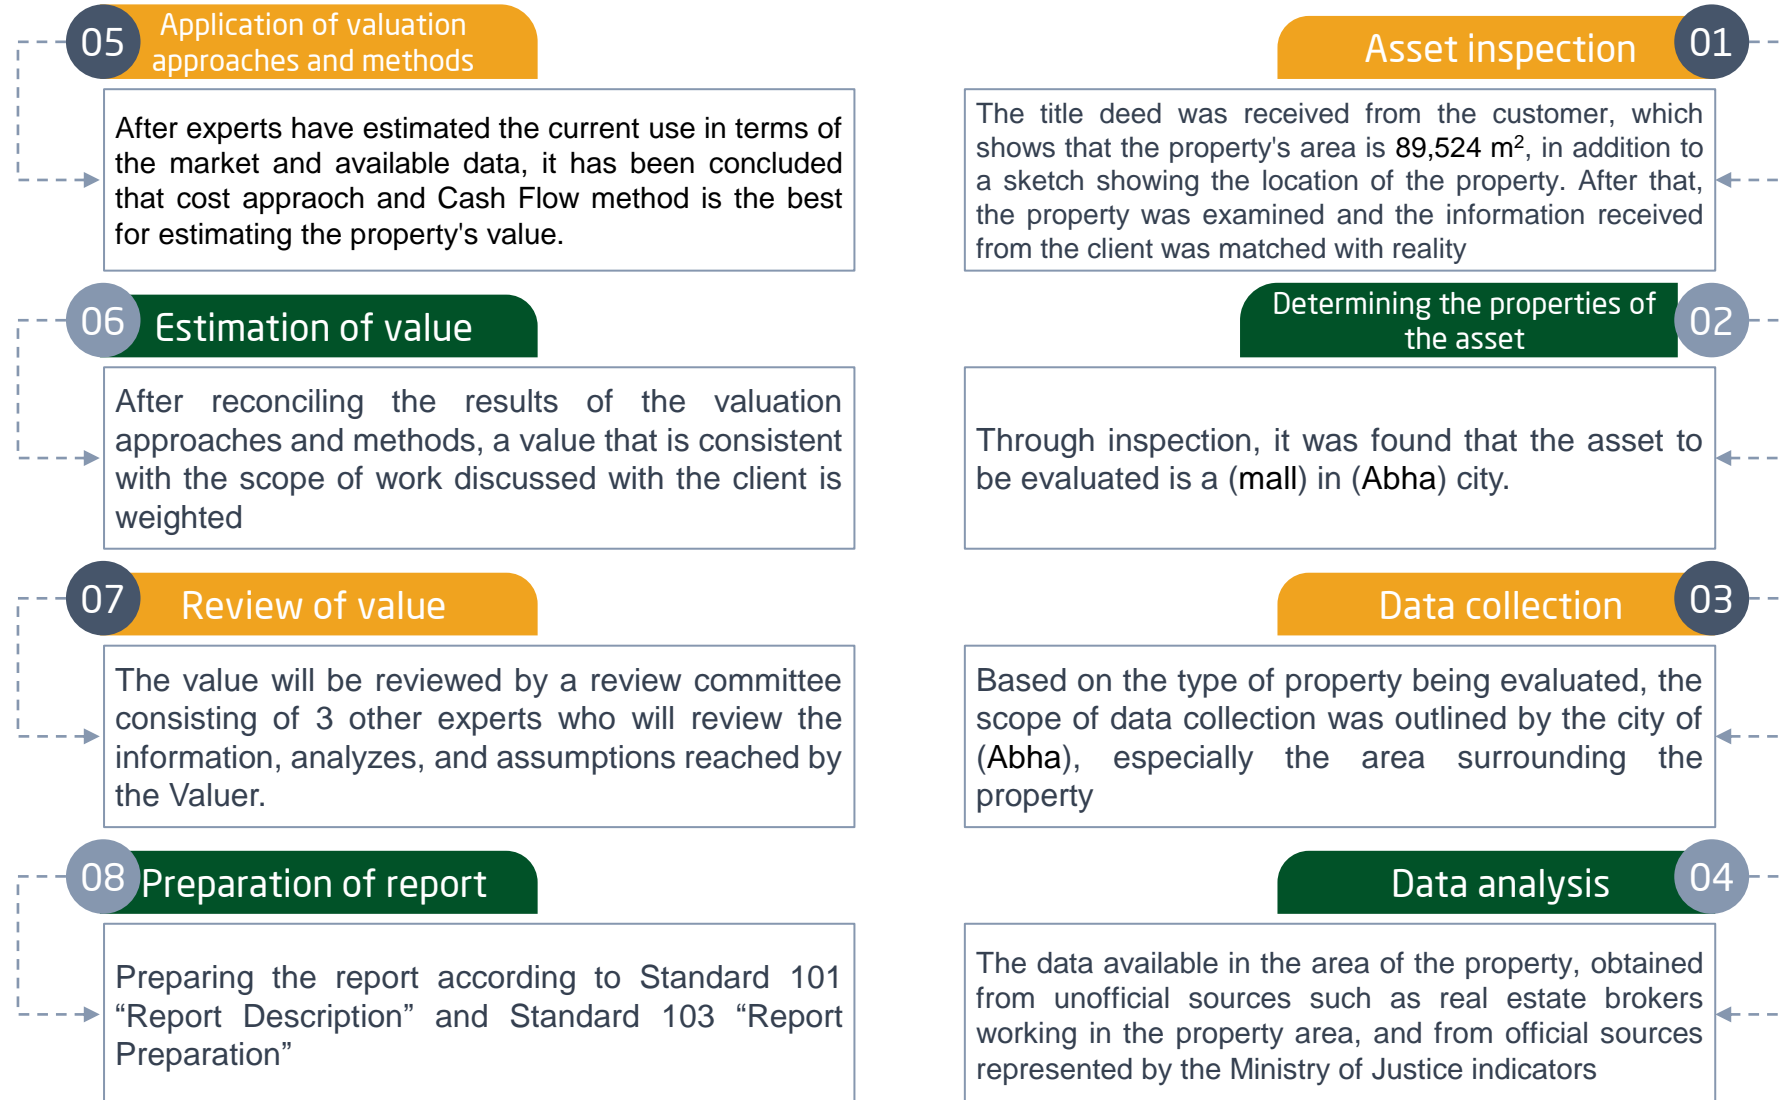 01
Asset inspection
The title deed was received from the customer, which
shows that the property's area is 89,524 m², in addition to
a sketch showing the location of the property. After that,
the property was examined and the information received
from the client was matched with reality
02
Determining the properties of
the asset
Through inspection, it was found that the asset to
be evaluated is a (mall) in (Abha) city.
03
Data collection
Based on the type of property being evaluated, the
scope of data collection was outlined by the city of
(Abha), especially the area surrounding the
property
04
Data analysis
The data available in the area of the property, obtained
from unofficial sources such as real estate brokers
working in the property area, and from official sources
represented by the Ministry of Justice indicators
05
Application of valuation
approaches and methods
After experts have estimated the current use in terms of
the market and available data, it has been concluded
that cost appraoch and Cash Flow method is the best
for estimating the property's value.
06
Estimation of value
After reconciling the results of the valuation
approaches and methods, a value that is consistent
with the scope of work discussed with the client is
weighted
07
Review of value
The value will be reviewed by a review committee
consisting of 3 other experts who will review the
information, analyzes, and assumptions reached by
the Valuer.
08
Preparation of report
Preparing the report according to Standard 101
“Report Description” and Standard 103 “Report
Preparation”